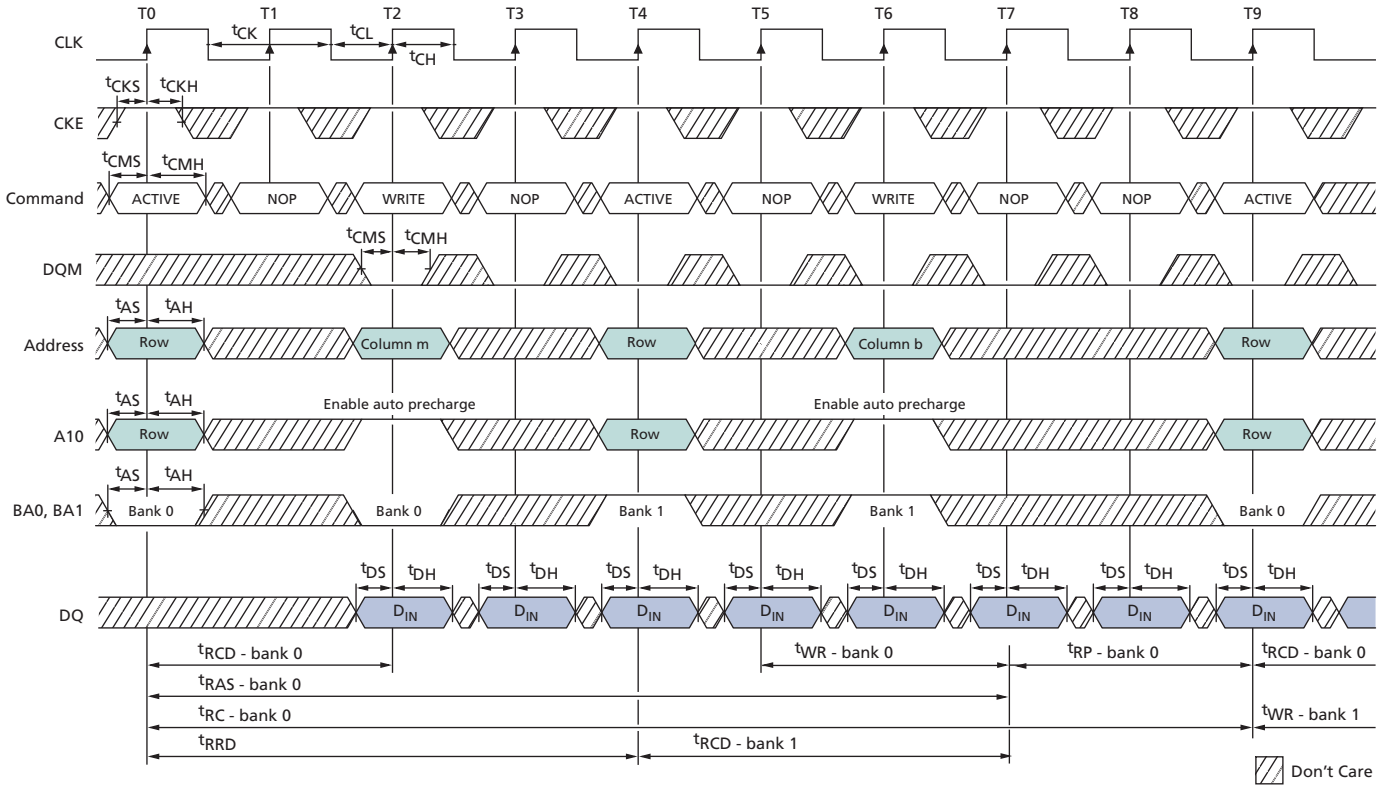 T0 T1 T2 T3 T4 T5 T6 T7 T8 T9
CLK tCK tCL tCH
tCKS tCKH
CKE
tCMS tCMH
Command ACTIVE NOP WRITE NOP ACTIVE NOP WRITE NOP NOP ACTIVE
tCMS tCMH
DQM
tAS tAH
Address Row Column m Row Column b Row
tAS tAH Enable auto precharge Enable auto precharge
A10 Row Row Row
tAS tAH
BA0, BA1 Bank 0 Bank 0 Bank 1 Bank 1 Bank 0
tDS tDH tDS tDH tDS tDH tDS tDH tDS tDH tDS tDH tDS tDH tDS tDH
DQ DIN DIN DIN DIN DIN DIN DIN DIN
tRCD - bank 0 tWR - bank 0 tRP - bank 0 tRCD - bank 0
tRAS - bank 0
tRC - bank 0 tWR - bank 1
tRRD tRCD - bank 1
Don't Care